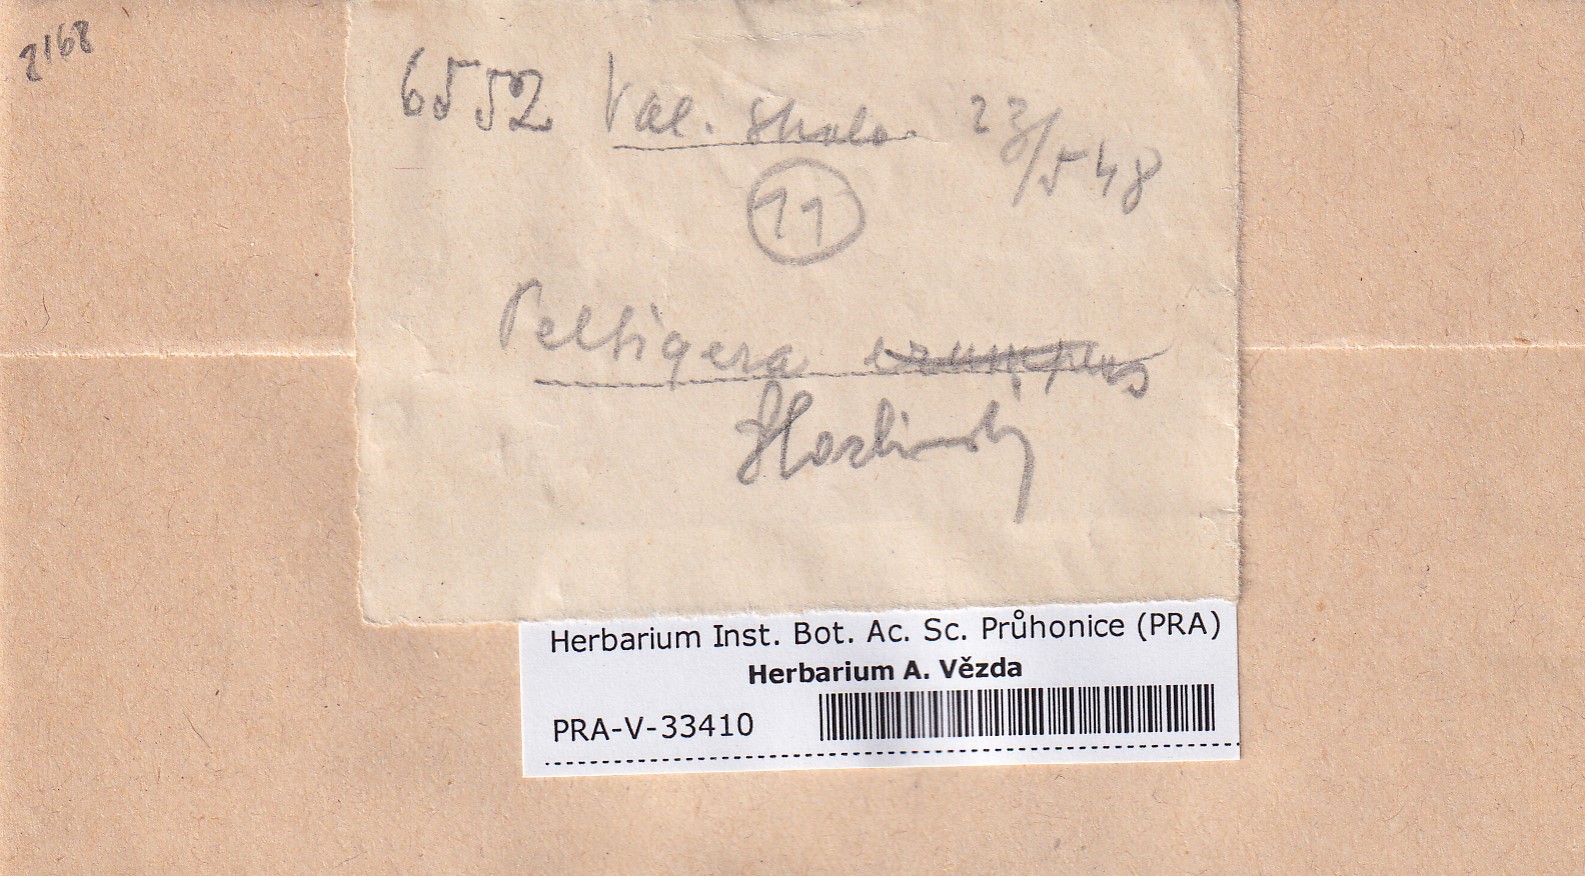 2168
6552 Val. 23/5 48
11
Peltigera erumpens
Herbarium Inst. Bot. Ac. Sc. Průhonice (PRA)
Herbarium A. Vězda
PRA-V-33410